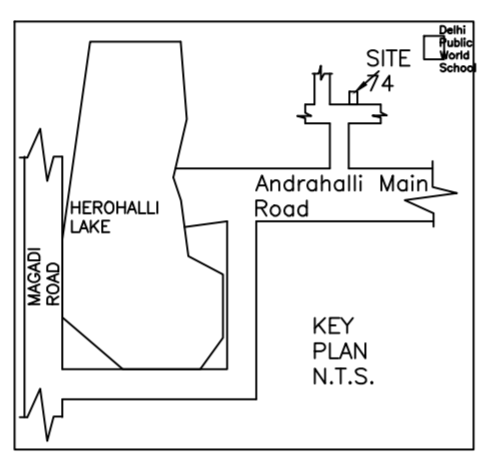 Delhi
Public
World
School
SITE
74
Andrahalli Main
Road
HEROHALLI
LAKE
MAGADI
ROAD
KEY
PLAN
N.T.S.